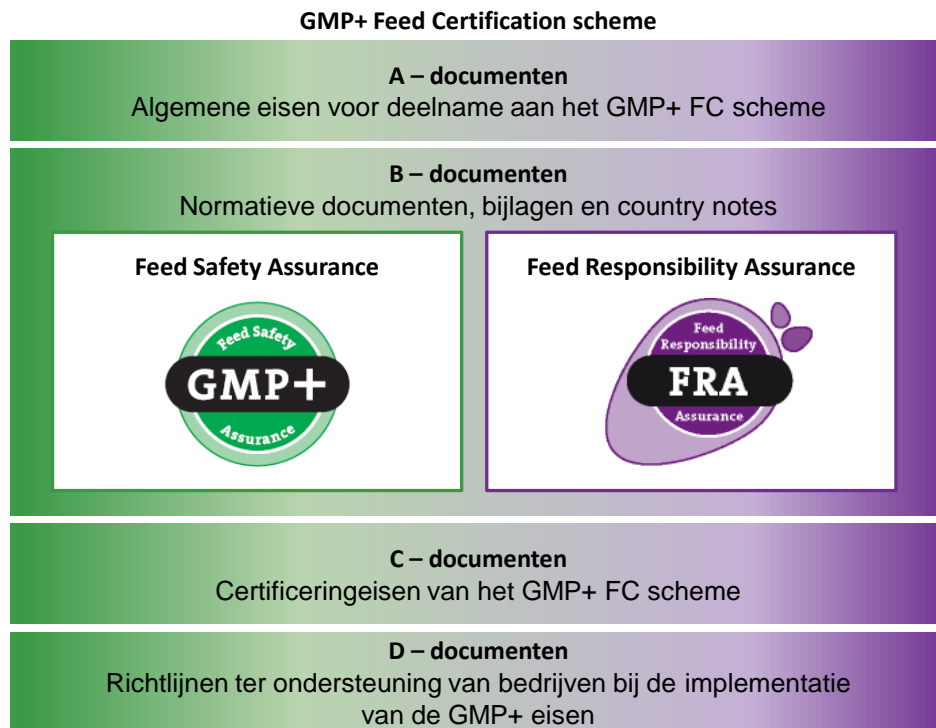 GMP+ Feed Certification scheme
A – documenten
Algemene eisen voor deelname aan het GMP+ FC scheme
B – documenten
Normatieve documenten, bijlagen en country notes
Feed Safety Assurance
Feed Safety
GMP+
Assurance
Feed Responsibility Assurance
Feed
Responsibility
FRA
Assurance
C – documenten
Certificeringeisen van het GMP+ FC scheme
D – documenten
Richtlijnen ter ondersteuning van bedrijven bij de implementatie
van de GMP+ eisen